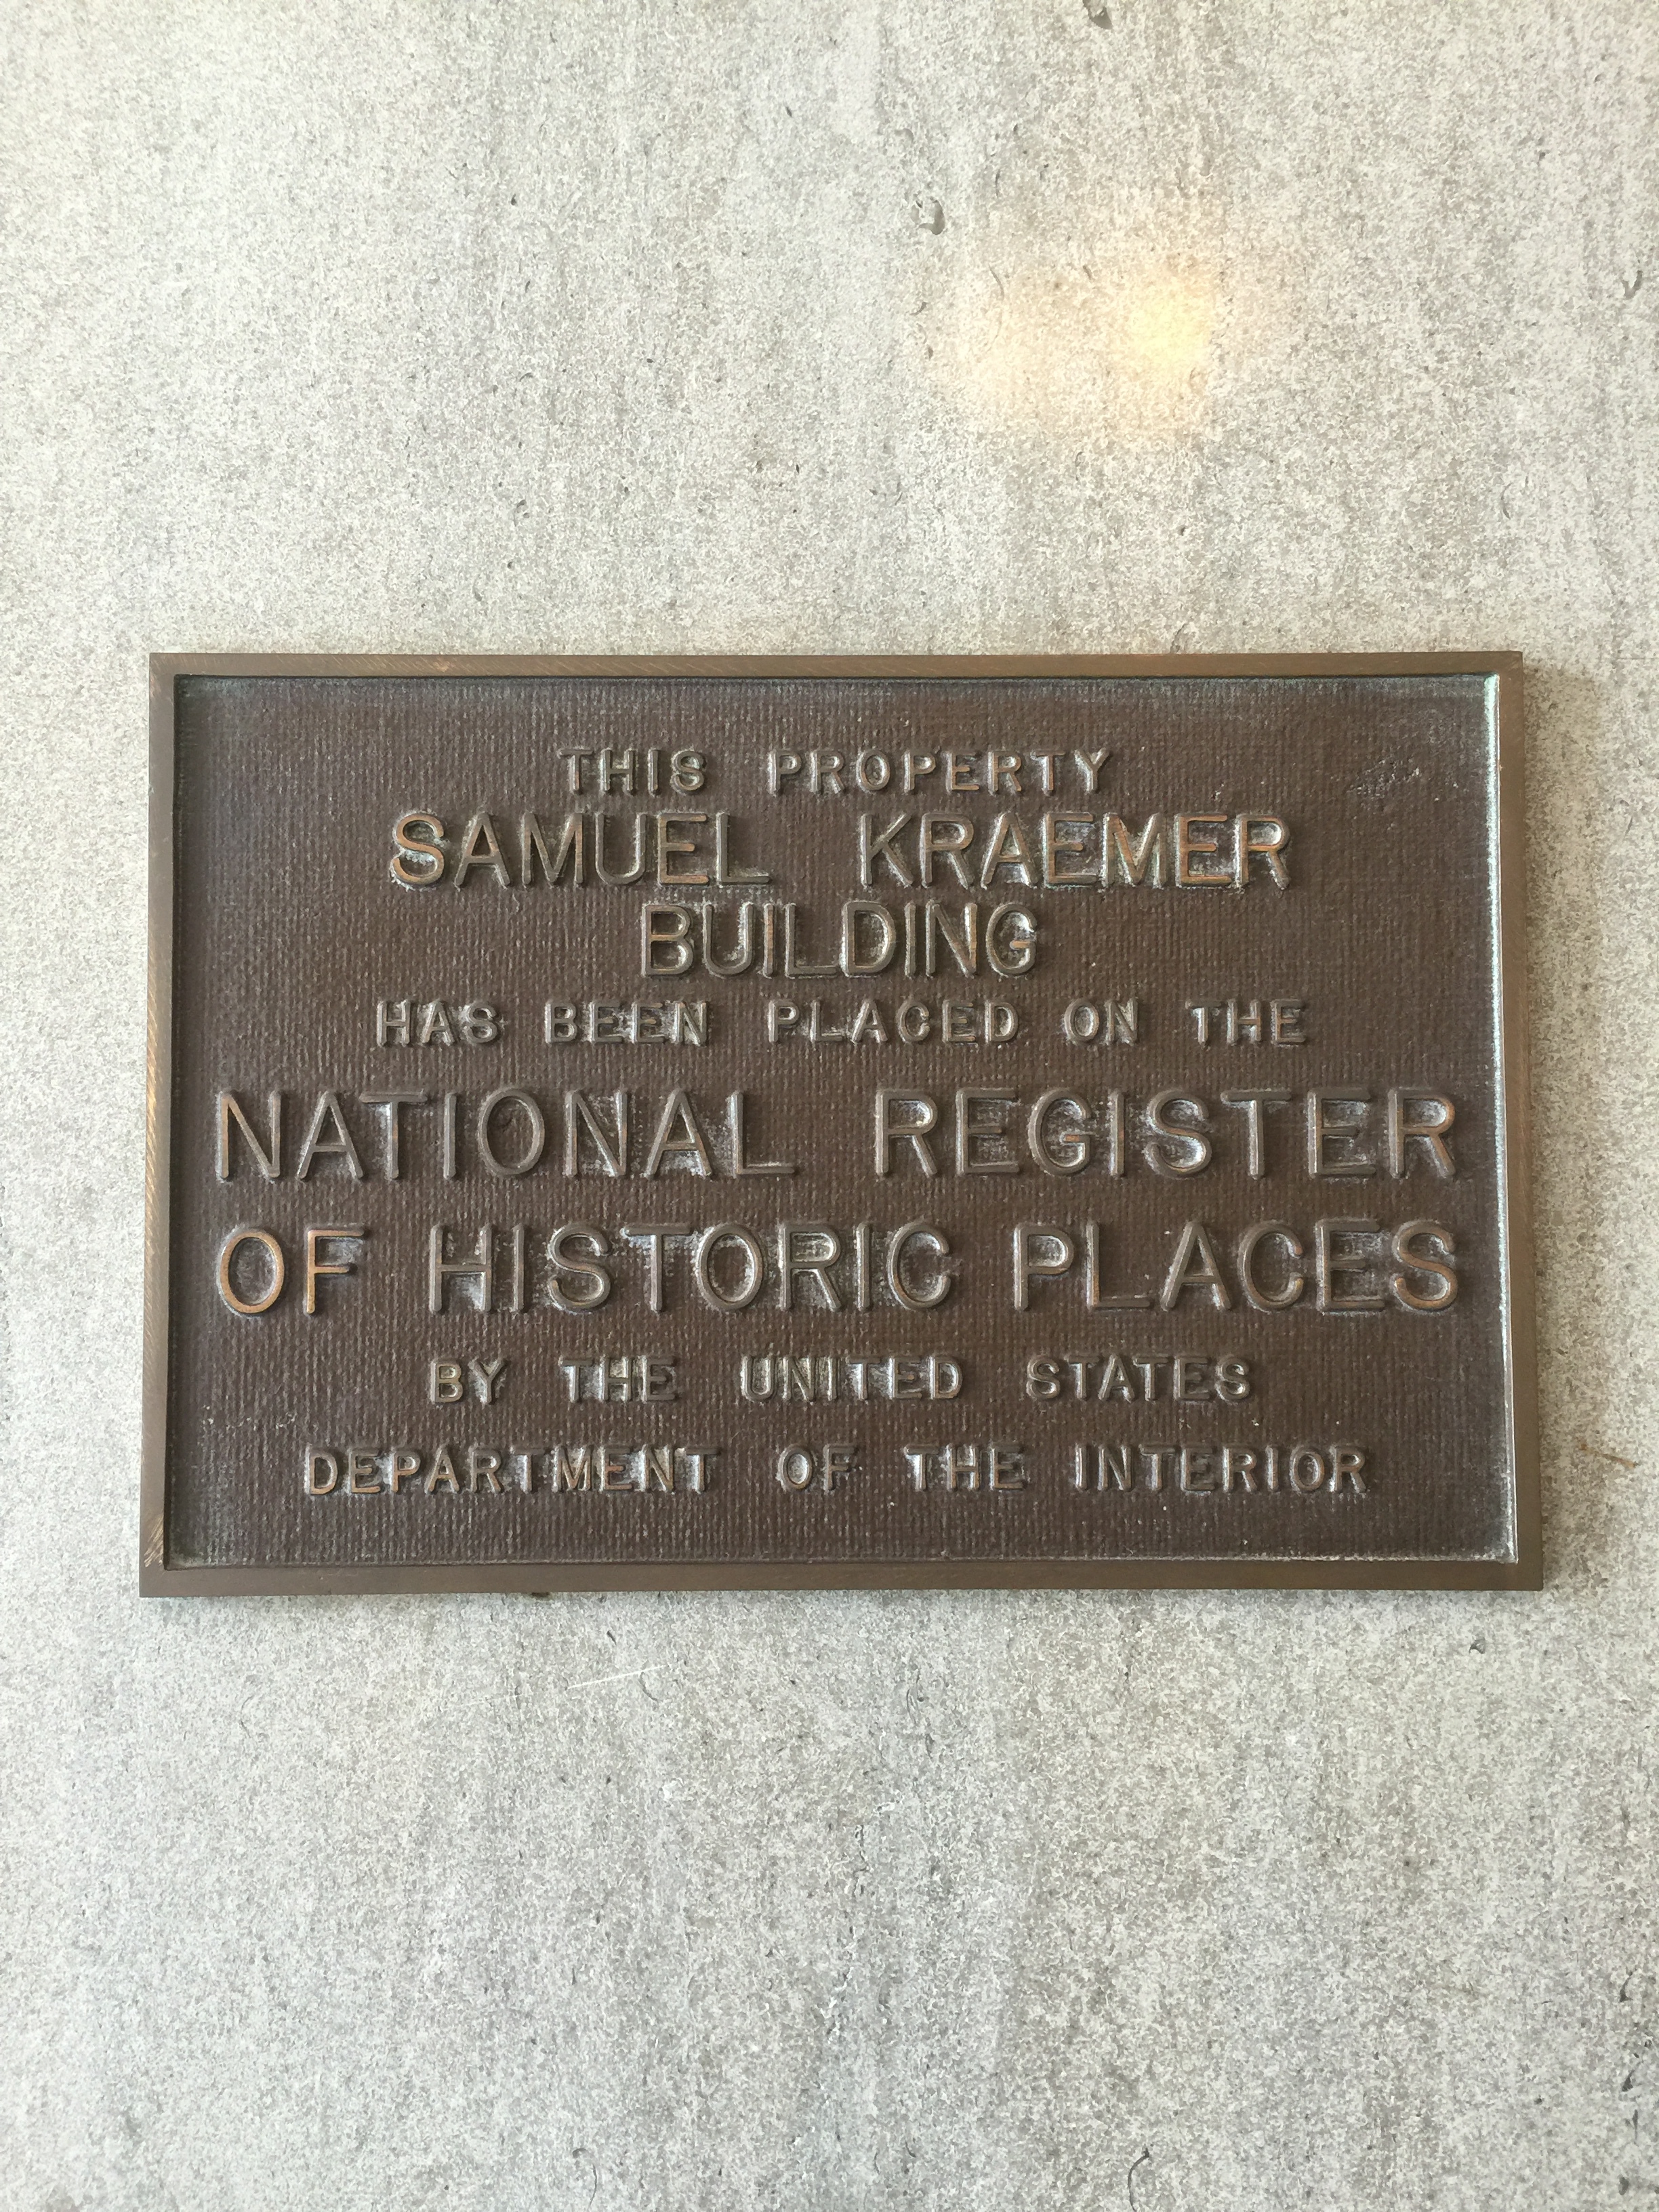 THIS PROPERTY
SAMUEL KRAEMER
BUILDING
HAS BEEN PLACED ON THE
NATIONAL REGISTER
OF HISTORIC PLACES
BY THE UNITED STATES
DEPARTMENT OF THE INTERIOR